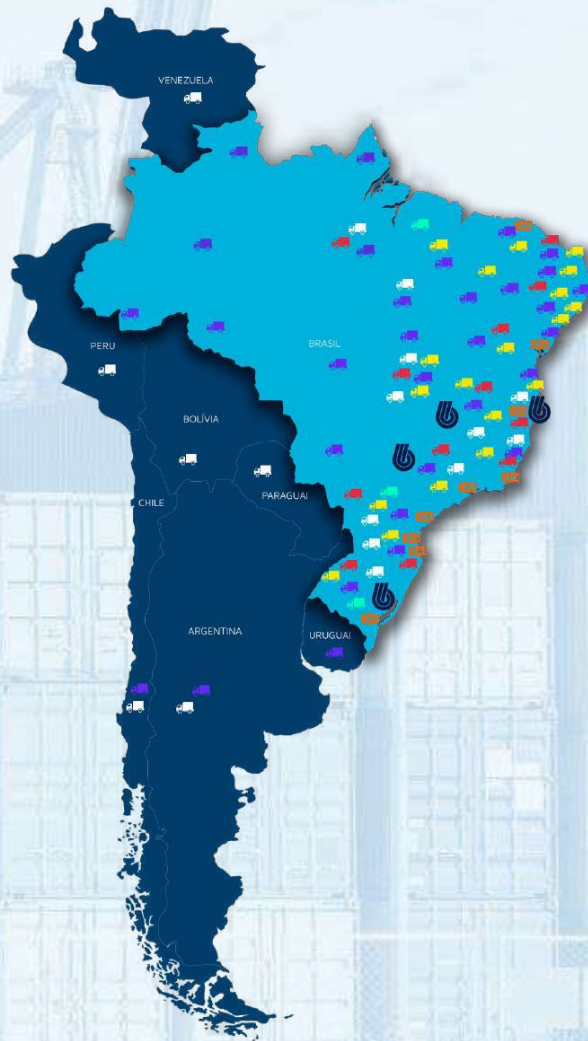 VENEZUELA
BRASIL
PERU
BOLÍVIA
PARAGUAI
CHILE
ARGENTINA
URUGUAI